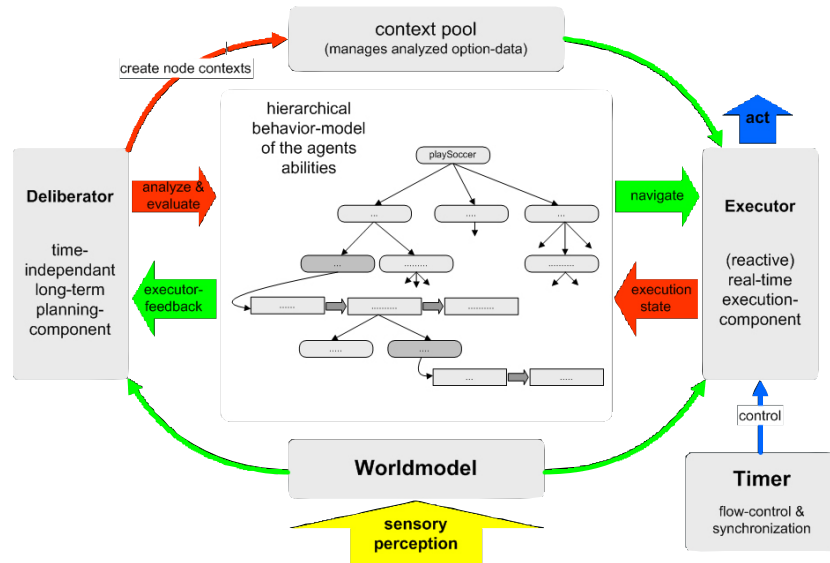 context pool
(manages analyzed option-data)
create node contexts
hierarchical
behavior-model
of the agents
abilities
playSoccer
...
....
...
...
.........
..........
......
..........
..........
.....
....
...
.....
act
Deliberator
time-
independant
long-term
planning-
component
analyze &
evaluate
executor-
feedback
navigate
execution
state
Executor
(reactive)
real-time
execution-
component
control
Worldmodel
Timer
flow-control &
synchronization
sensory
perception